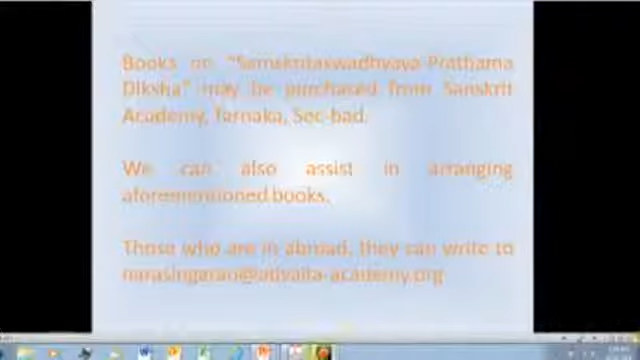 Books on "Samskritaswadhyaya-Prathama
Diksha" may be purchased from Sanskrit
Academy, Tarnaka, Sec-bad.
We can also assist in arranging
aforementioned books.
Those who are in abroad, they can write to